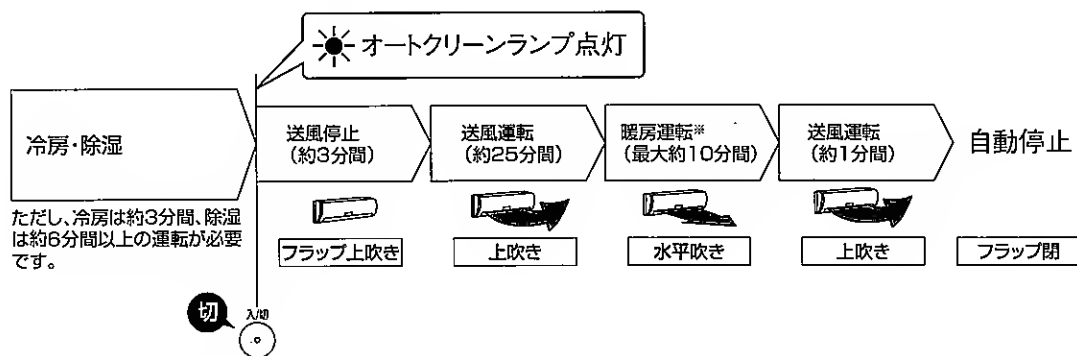 オートクリーンランプ点灯
冷房・除湿
送風停止
(約3分間)
送風運転
(約25分間)
暖房運転※
(最大約10分間)
送風運転
(約1分間)
自動停止
ただし、冷房は約3分間、除湿
は約6分間以上の運転が必要
です。
フラップ上吹き
上吹き
水平吹き
上吹き
フラップ閉
切
入/切